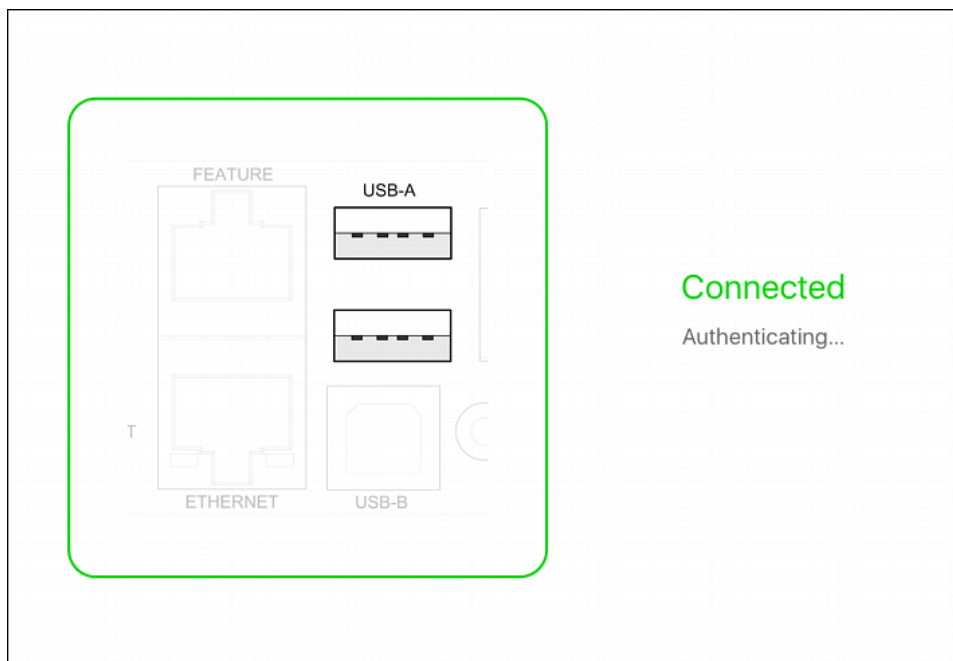 FEATURE
USB-A
T
ETHERNET
USB-B
Connected
Authenticating...